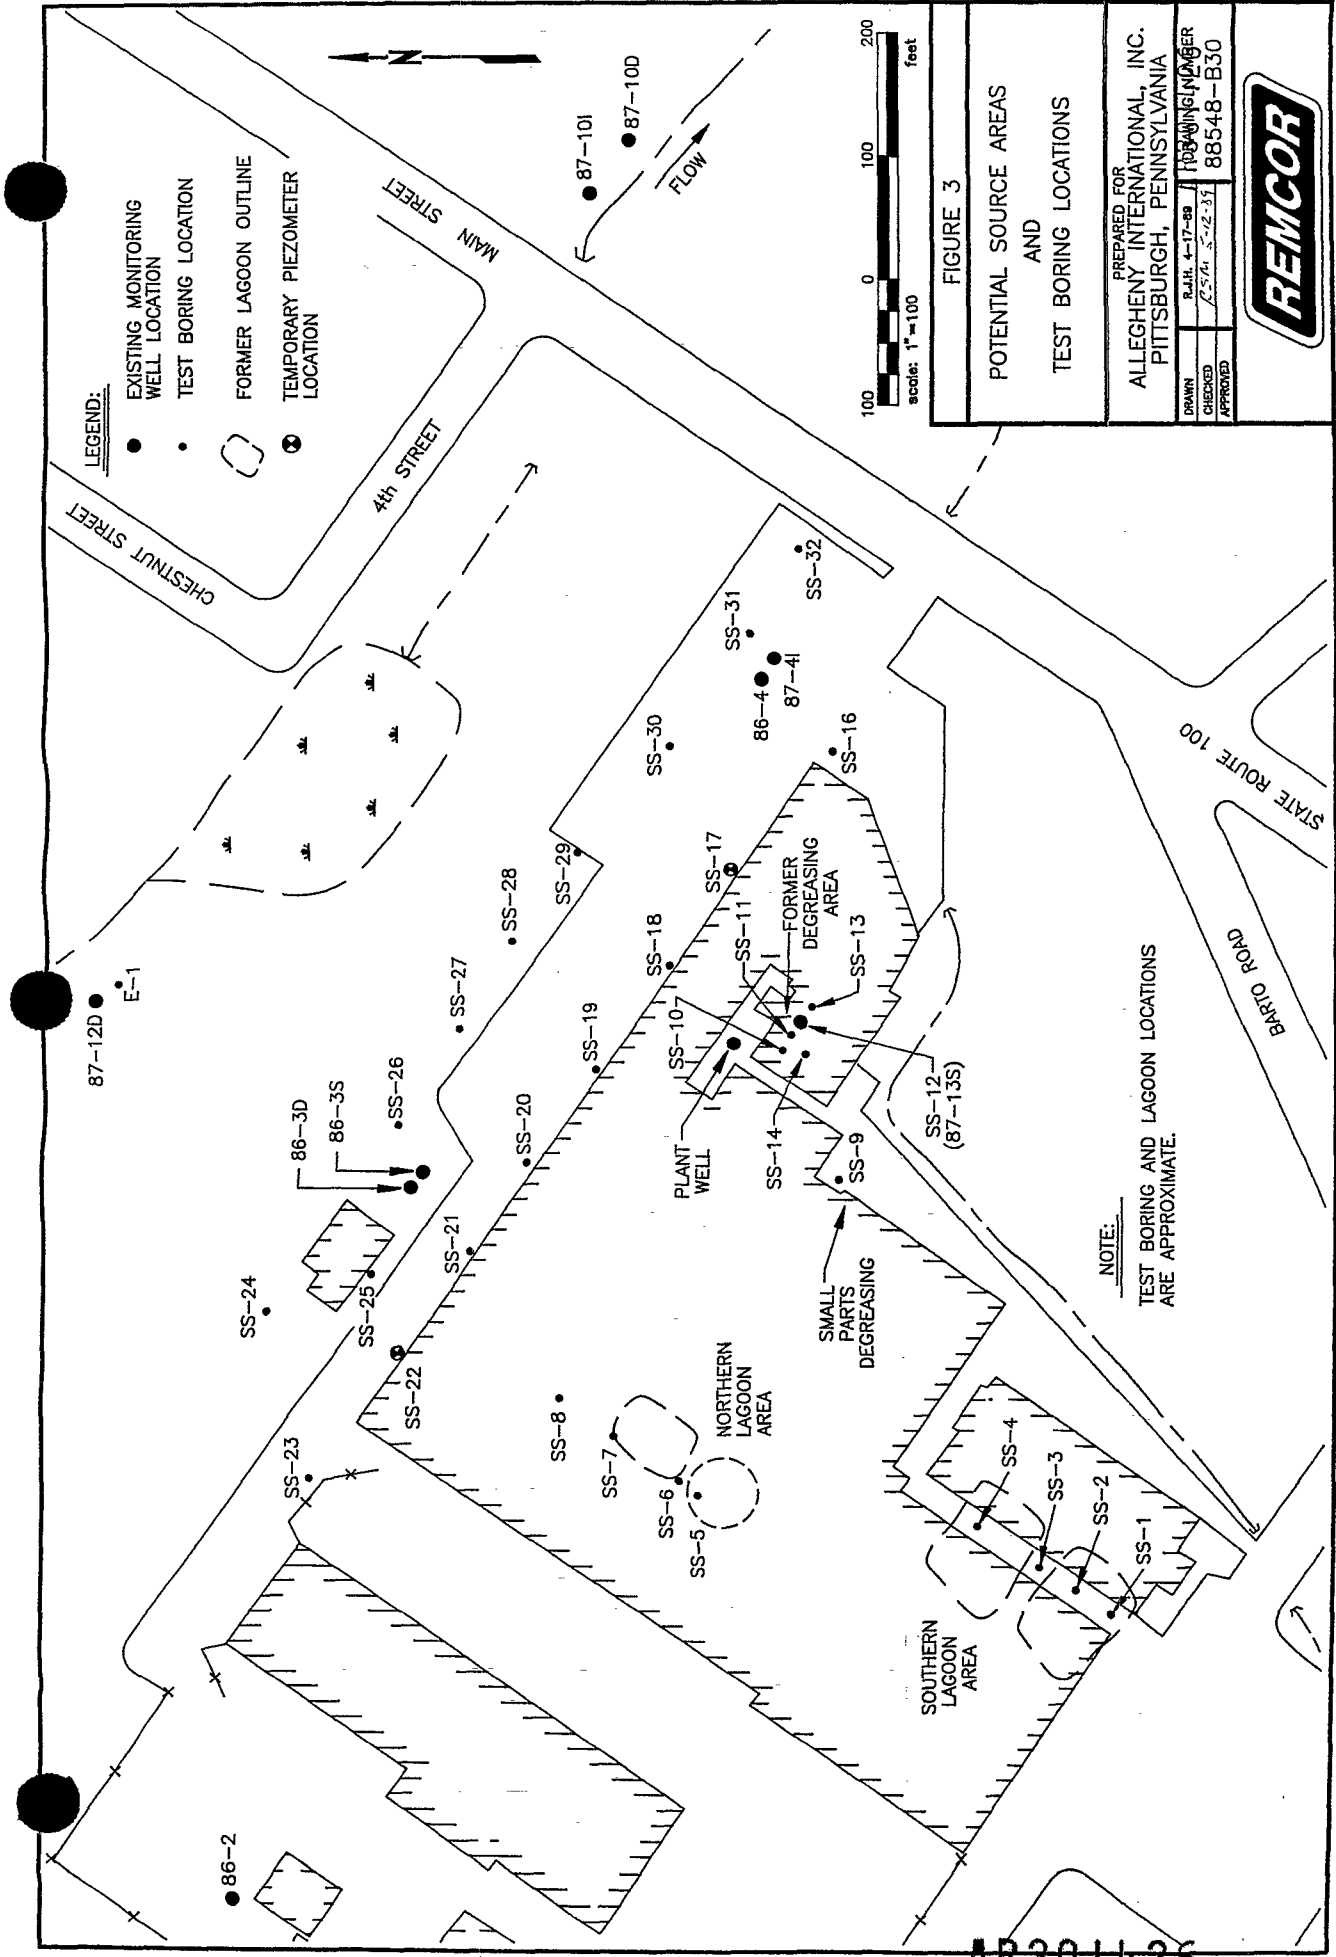 LEGEND:
EXISTING MONITORING
WELL LOCATION
TEST BORING LOCATION
FORMER LAGOON OUTLINE
TEMPORARY PIEZOMETER
LOCATION
N
CHESTNUT STREET
4th STREET
MAIN STREET
87-10I
87-10D
FLOW
87-12D
E-1
86-3D
86-3S
SS-26
SS-27
SS-28
SS-29
SS-30
SS-31
SS-32
86-4
87-4I
SS-16
SS-24
SS-25
SS-23
SS-22
SS-21
SS-20
SS-19
SS-18
SS-17
SS-11
SS-10
FORMER
DEGREASING
AREA
SS-13
PLANT
WELL
SS-14
SS-12
(87-13S)
SS-9
SMALL
PARTS
DEGREASING
SS-8
SS-7
SS-6
SS-5
NORTHERN
LAGOON
AREA
SS-4
SS-3
SS-2
SS-1
SOUTHERN
LAGOON
AREA
86-2
BARTO ROAD
STATE ROUTE 100
NOTE:
TEST BORING AND LAGOON LOCATIONS
ARE APPROXIMATE.
100 0 100 200
scale: 1"=100 feet
FIGURE 3
POTENTIAL SOURCE AREAS
AND
TEST BORING LOCATIONS
PREPARED FOR
ALLEGHENY INTERNATIONAL, INC.
PITTSBURGH, PENNSYLVANIA
DRAWN R.J.H. 4-17-89
CHECKED 5-12-89
APPROVED
DRAWING NUMBER
88548-B30
REMCOR